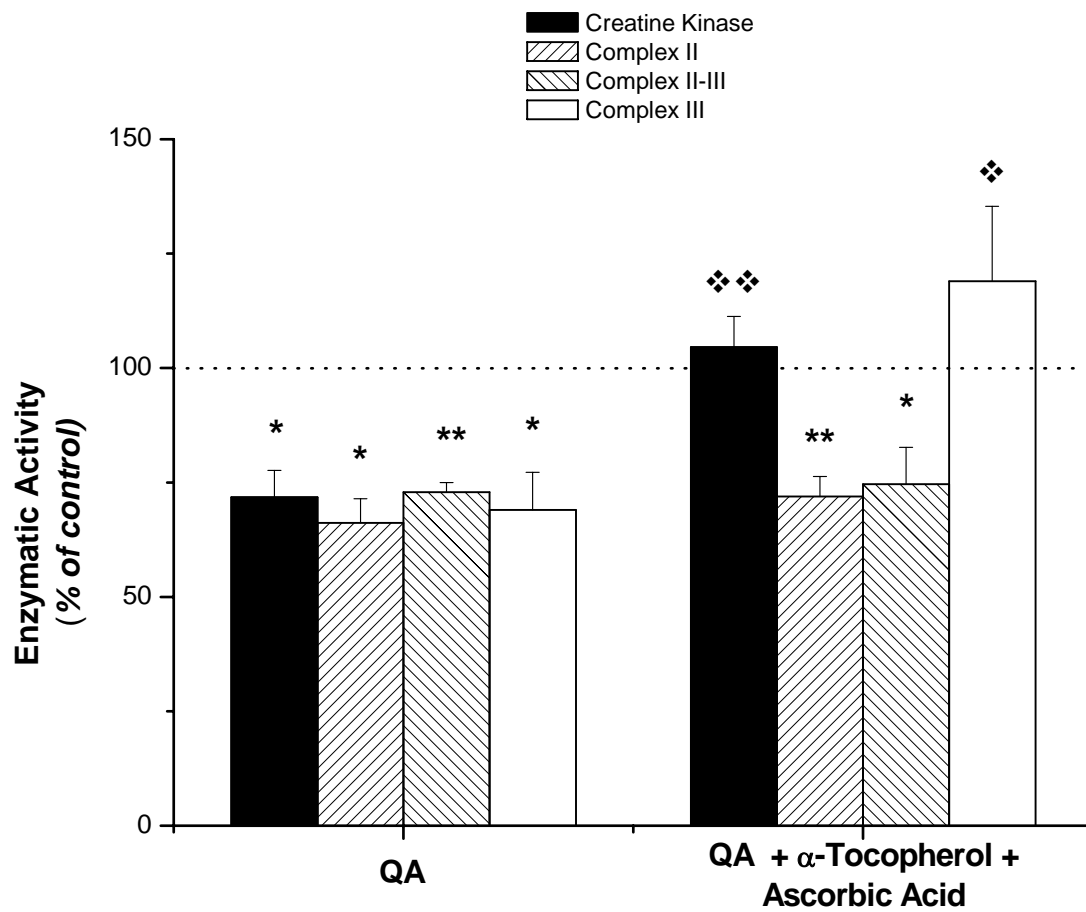 Creatine Kinase
Complex II
Complex II-III
Complex III
150
100
50
0
Enzymatic Activity
(% of control)
* * ** *
❖❖ ** * ❖
QA
QA + α-Tocopherol +
Ascorbic Acid